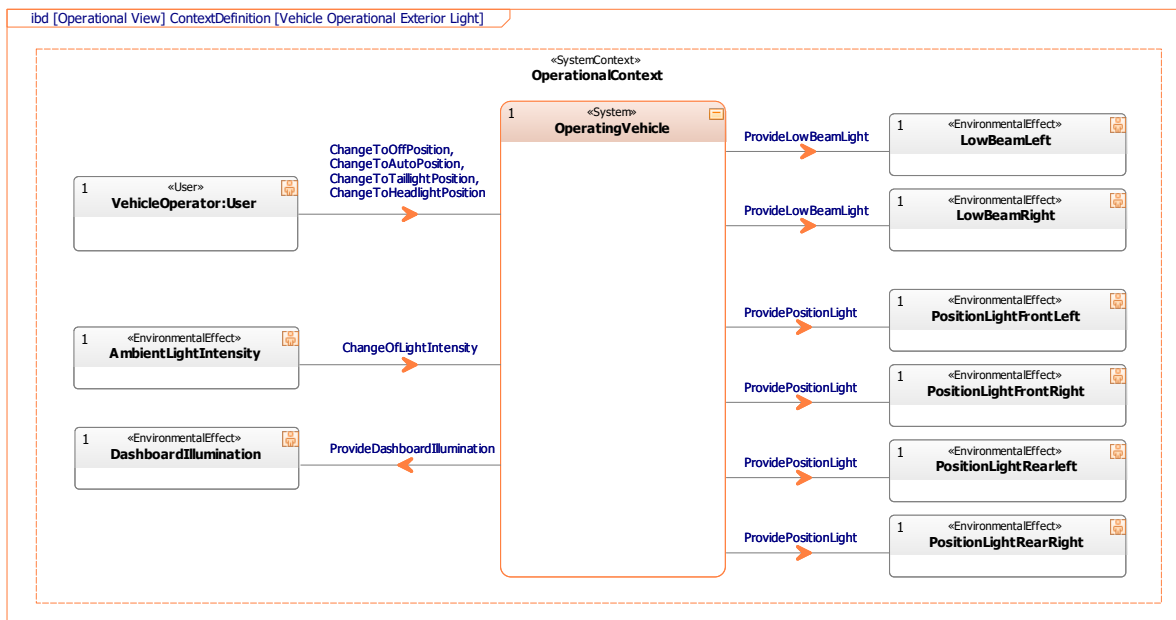 ibd [Operational View] ContextDefinition [Vehicle Operational Exterior Light]
«SystemContext»
OperationalContext
1
«User»
VehicleOperator:User
ChangeToOffPosition,
ChangeToAutoPosition,
ChangeToTaillightPosition,
ChangeToHeadlightPosition
1
«EnvironmentalEffect»
AmbientLightIntensity
ChangeOfLightIntensity
1
«EnvironmentalEffect»
DashboardIllumination
ProvideDashboardIllumination
1
«System»
OperatingVehicle
ProvideLowBeamLight
1
«EnvironmentalEffect»
LowBeamLeft
ProvideLowBeamLight
1
«EnvironmentalEffect»
LowBeamRight
ProvidePositionLight
1
«EnvironmentalEffect»
PositionLightFrontLeft
ProvidePositionLight
1
«EnvironmentalEffect»
PositionLightFrontRight
ProvidePositionLight
1
«EnvironmentalEffect»
PositionLightRearleft
ProvidePositionLight
1
«EnvironmentalEffect»
PositionLightRearRight